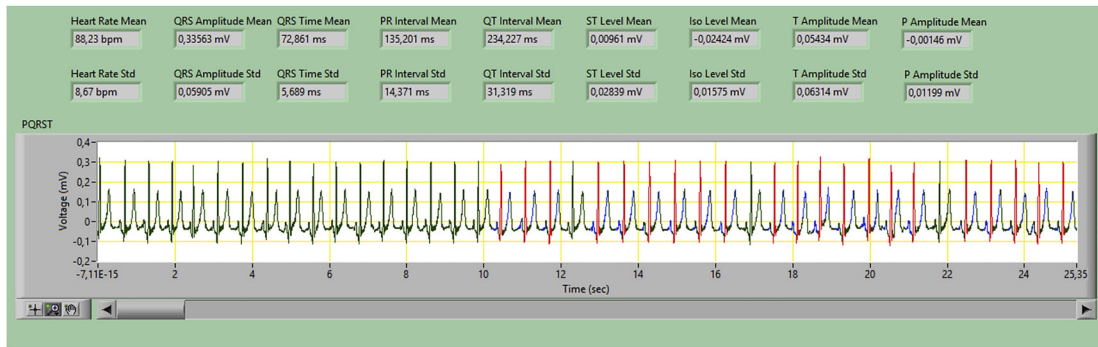 Heart Rate Mean QRS Amplitude Mean QRS Time Mean PR Interval Mean QT Interval Mean ST Level Mean Iso Level Mean T Amplitude Mean P Amplitude Mean
88,23 bpm 0,33563 mV 72,861 ms 135,201 ms 234,227 ms 0,00961 mV -0,02424 mV 0,05434 mV -0,00146 mV
Heart Rate Std QRS Amplitude Std QRS Time Std PR Interval Std QT Interval Std ST Level Std Iso Level Std T Amplitude Std P Amplitude Std
8,67 bpm 0,05905 mV 5,689 ms 14,371 ms 31,319 ms 0,02839 mV 0,01575 mV 0,06314 mV 0,01199 mV
PQRST
Voltage (mV)
0,4
0,3
0,2
0,1
0
-0,1
-0,2
-7,11E-15 2 4 6 8 10 12 14 16 18 20 22 24 25,35
Time (sec)